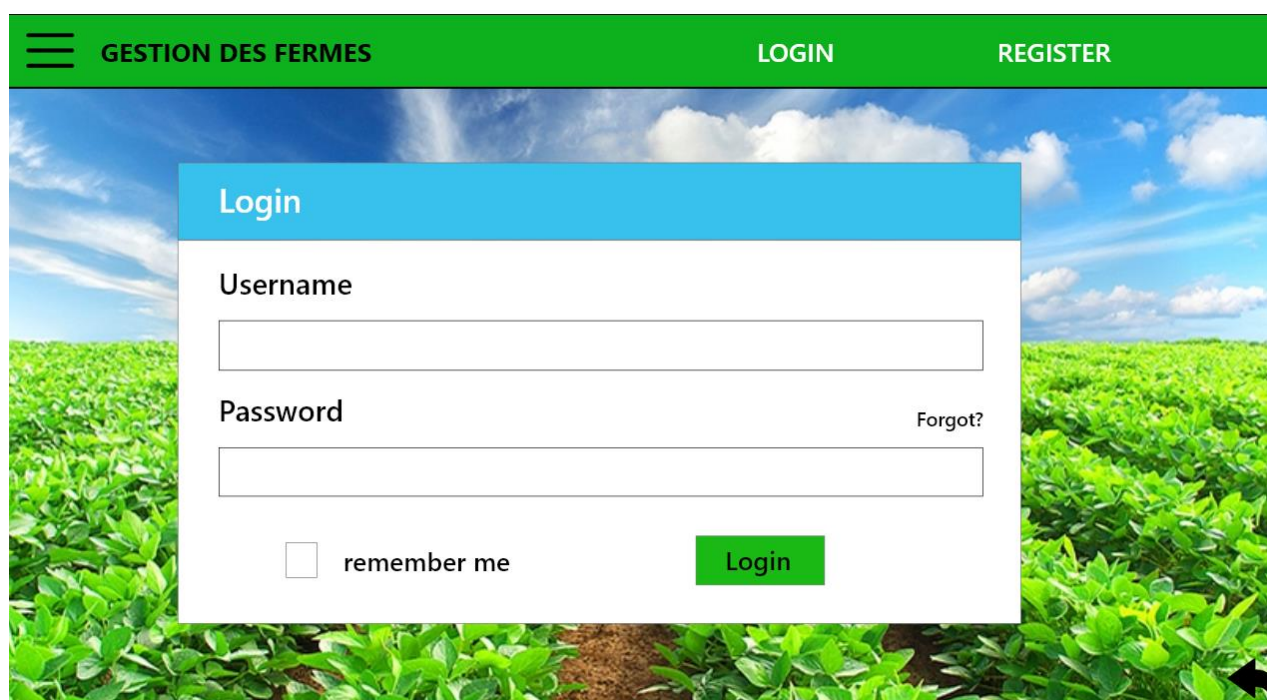 GESTION DES FERMES LOGIN REGISTER
Login
Username
Password Forgot?
remember me Login